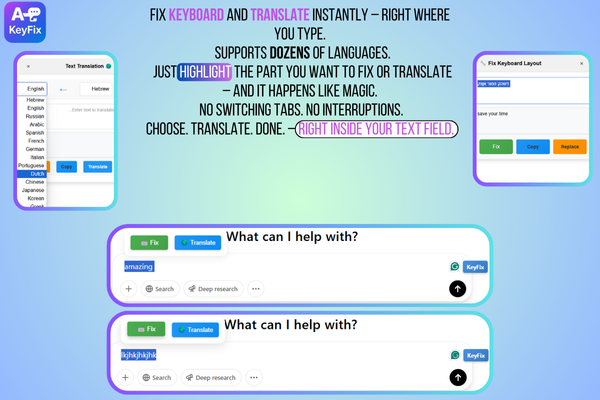 A
KeyFix
FIX KEYBOARD AND TRANSLATE INSTANTLY – RIGHT WHERE
YOU TYPE.
SUPPORTS DOZENS OF LANGUAGES.
JUST HIGHLIGHT THE PART YOU WANT TO FIX OR TRANSLATE
– AND IT HAPPENS LIKE MAGIC.
NO SWITCHING TABS. NO INTERRUPTIONS.
CHOOSE. TRANSLATE. DONE. – RIGHT INSIDE YOUR TEXT FIELD.
× Text Translation
English ← Hebrew
Hebrew
English
Russian
Arabic
Spanish
French
German
Italian
Portuguese
Dutch
Chinese
Japanese
Korean
Greek
...Enter text to translate
Copy Translate
Fix Keyboard Layout ×
save your time
Fix Copy Replace
Fix Translate
What can I help with?
amazing
KeyFix
+ Search Deep research ...
Fix Translate
What can I help with?
lkjhkjhkjhk
KeyFix
+ Search Deep research ...